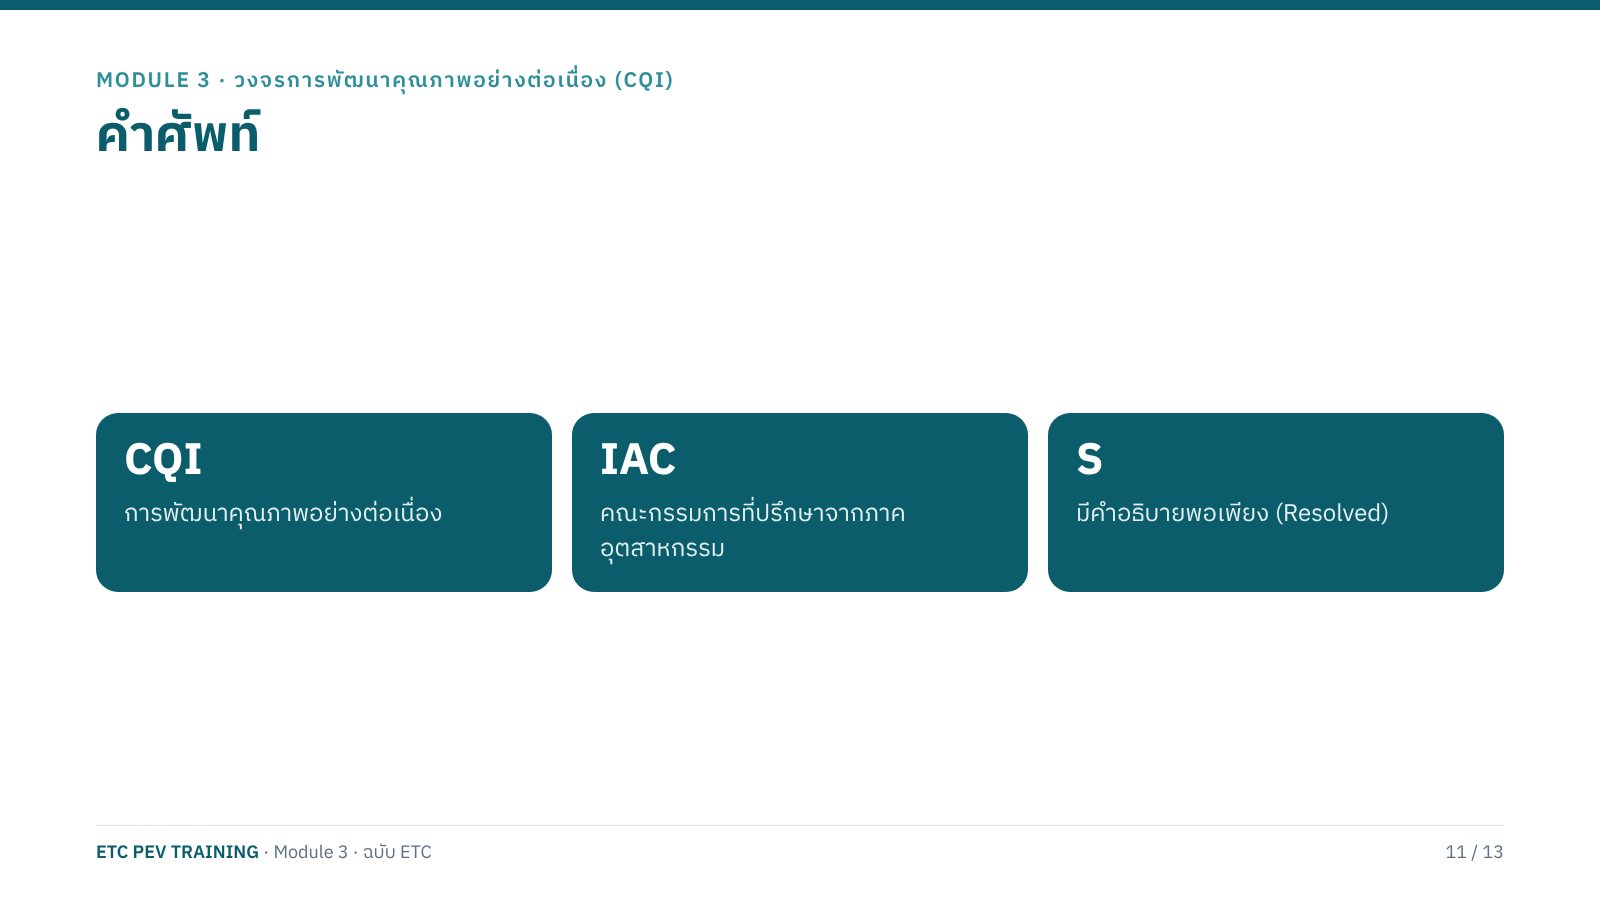 MODULE 3 · วงจรการพัฒนาคุณภาพอย่างต่อเนื่อง (CQI)
คำศัพท์
CQI
การพัฒนาคุณภาพอย่างต่อเนื่อง
IAC
คณะกรรมการที่ปรึกษาจากภาค
อุตสาหกรรม
S
มีคำอธิบายพอเพียง (Resolved)
ETC PEV TRAINING · Module 3 · ฉบับ ETC
11 / 13